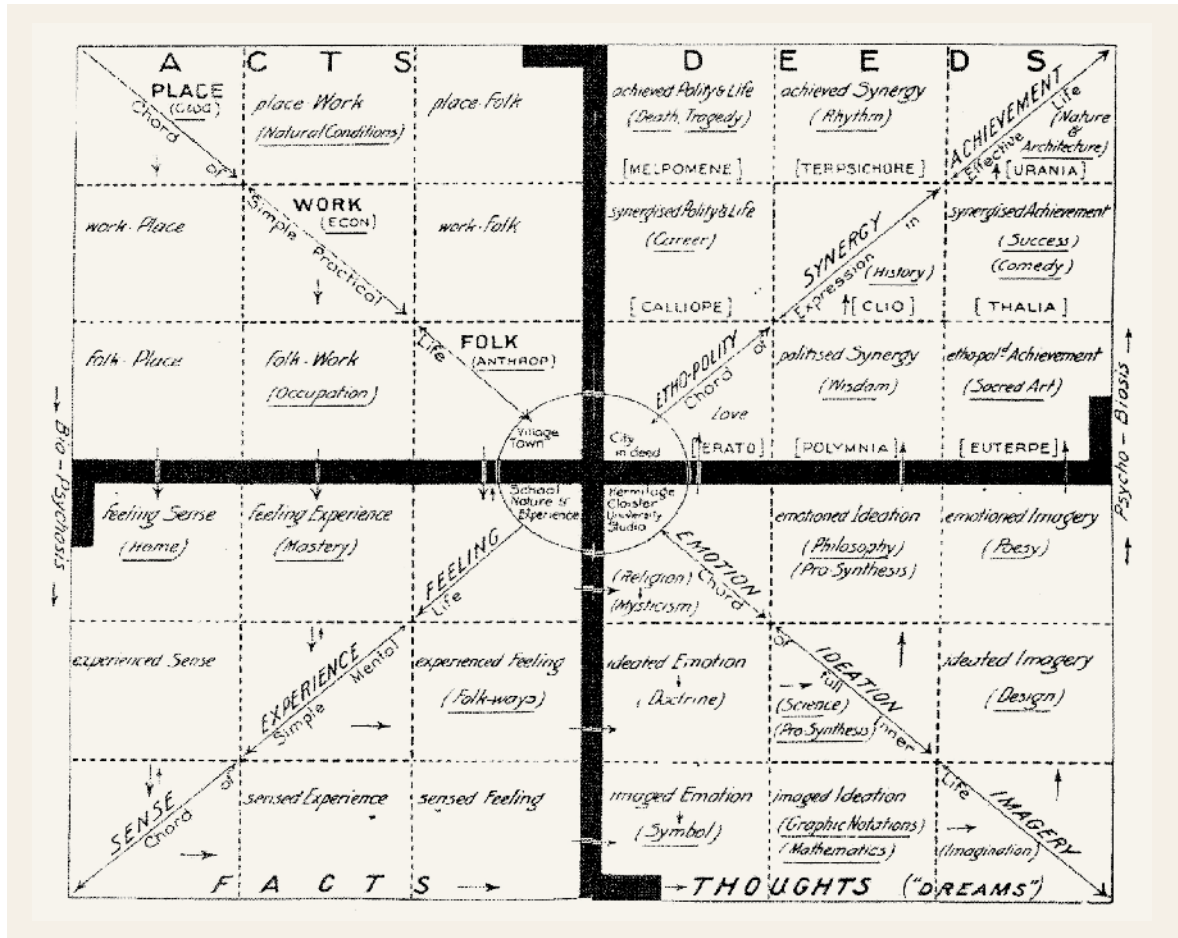 ACTS
DEEDS
PLACE
(GEOG)
place-Work
(Natural Conditions)
place-Folk
achieved Polity & Life
(Death, Tragedy)
[MELPOMENE]
achieved Synergy
(Rhythm)
[TERPSICHORE]
ACHIEVEMENT
Effective Life
(Nature
&
Architecture)
[URANIA]
Chord of Simple Practical Life
work-Place
WORK
(ECON)
work-folk
synergised Polity & Life
(Career)
[CALLIOPE]
SYNERGY
Expression in
(History)
[CLIO]
synergised Achievement
(Success)
(Comedy)
[THALIA]
Folk-Place
Folk-Work
(Occupation)
FOLK
(ANTHROP)
ETHO-POLITY
Chord of
Love
[ERATO]
politised Synergy
(Wisdom)
[POLYMNIA]
etho-pold Achievement
(Sacred Art)
[EUTERPE]
Village
Town
City
in deed
School
Nature &
Experience
Hermitage
Cloister
University
Studio
Bio-Psychosis
Psycho-Biosis
feeling Sense
(Home)
feeling Experience
(Mastery)
FEELING
Life
EMOTION
Chord
(Religion)
(Mysticism)
emotioned Ideation
(Philosophy)
(Pro-Synthesis)
emotioned Imagery
(Poesy)
experienced Sense
EXPERIENCE
Simple Mental
experienced Feeling
(Folk-ways)
ideated Emotion
(Doctrine)
IDEATION
of full Inner
(Science)
(Pro Synthesis)
ideated Imagery
(Design)
SENSE
Chord of
sensed Experience
sensed Feeling
imaged Emotion
(Symbol)
imaged Ideation
(Graphic Notations)
(Mathematics)
IMAGERY
Life
(Imagination)
FACTS
THOUGHTS ("DREAMS")